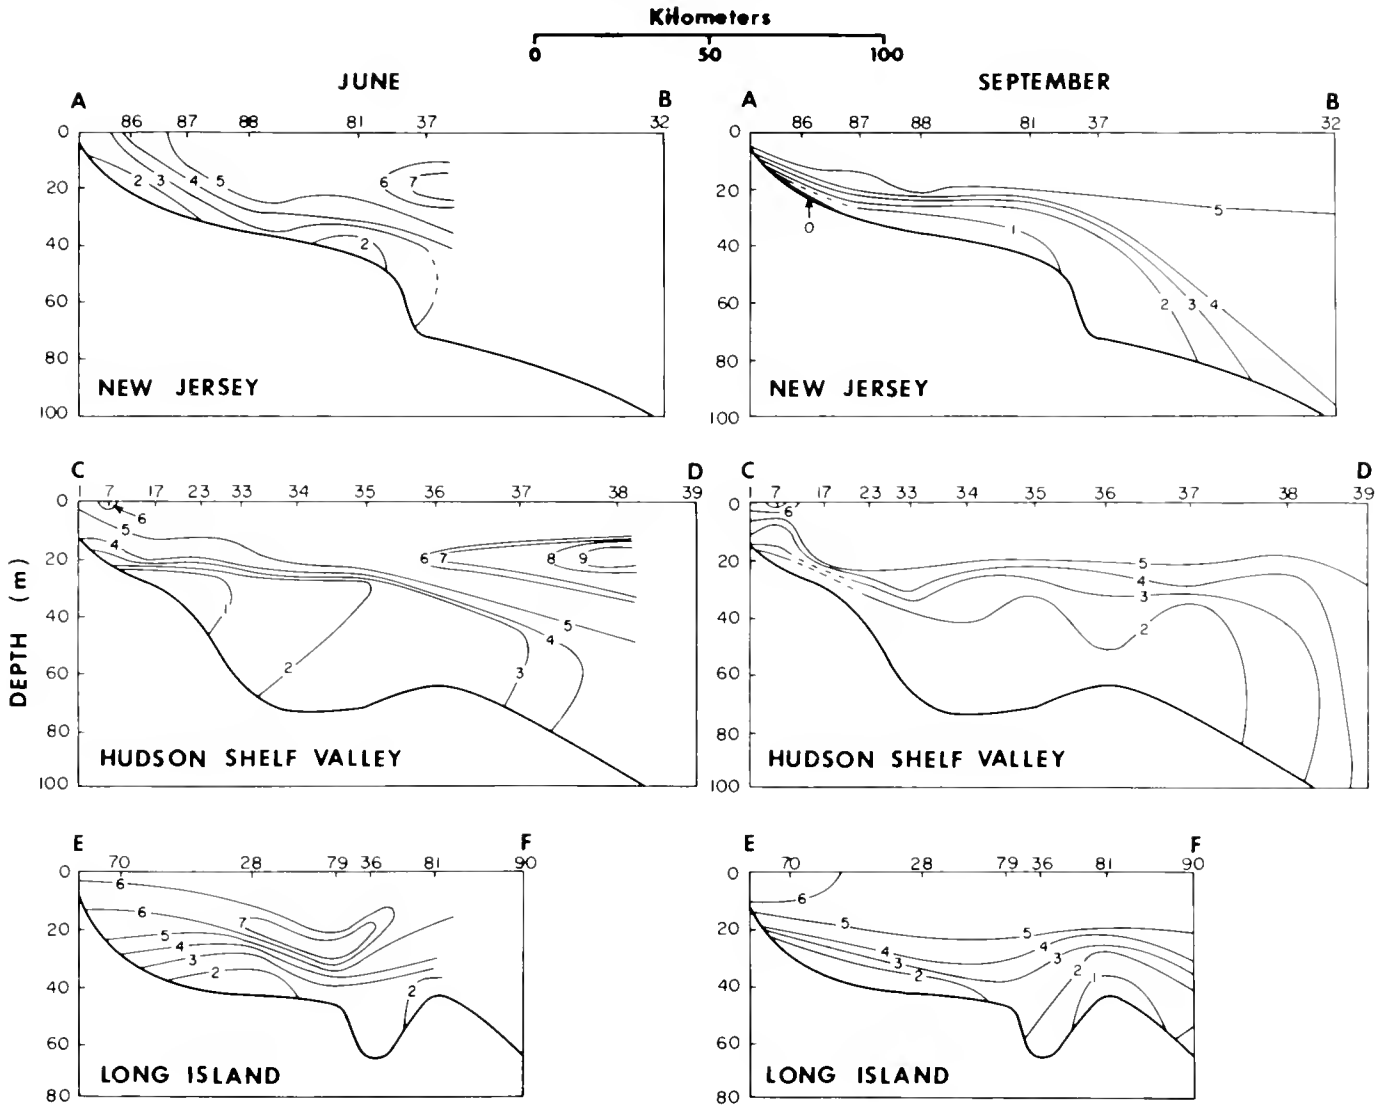 Kilometers
0 50 100
JUNE SEPTEMBER
A B
86 87 88 81 37 32
0
20
40
60
80
100
2 3 4 5 6 7
2
NEW JERSEY
A B
86 87 88 81 37 32
0
20
40
60
80
100
0 1 2 3 4 5
NEW JERSEY
C D
1 7 17 23 33 34 35 36 37 38 39
0
20
40
60
80
100
6
5
4
6 7 8 9
1
2
3
4
5
HUDSON SHELF VALLEY
C D
1 7 17 23 33 34 35 36 37 38 39
0
20
40
60
80
100
6
5
4
3
2
HUDSON SHELF VALLEY
DEPTH (m)
E F
70 28 79 36 81 90
0
20
40
60
80
6
6
7
5
4
3
2
2
LONG ISLAND
E F
70 28 79 36 81 90
0
20
40
60
80
6
5 5
4 4
3 3
2 2
1
LONG ISLAND